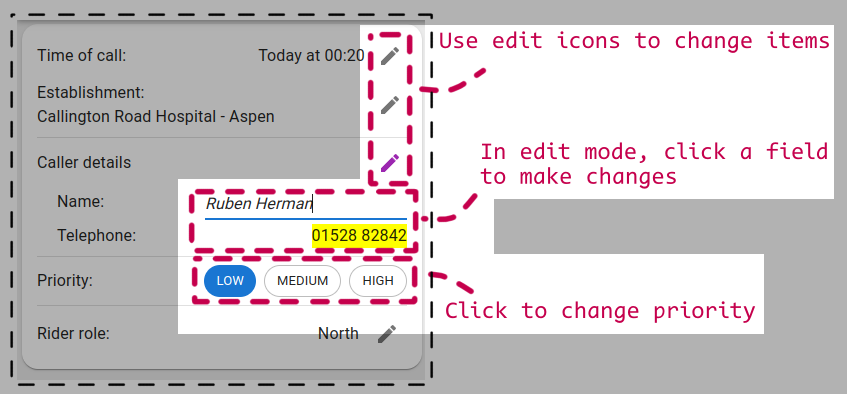 Time of call: Today at 00:20
Use edit icons to change items
Establishment:
Callington Road Hospital - Aspen
Caller details
In edit mode, click a field
to make changes
Name: Ruben Herman
Telephone: 01528 82842
Priority: LOW MEDIUM HIGH
Click to change priority
Rider role: North